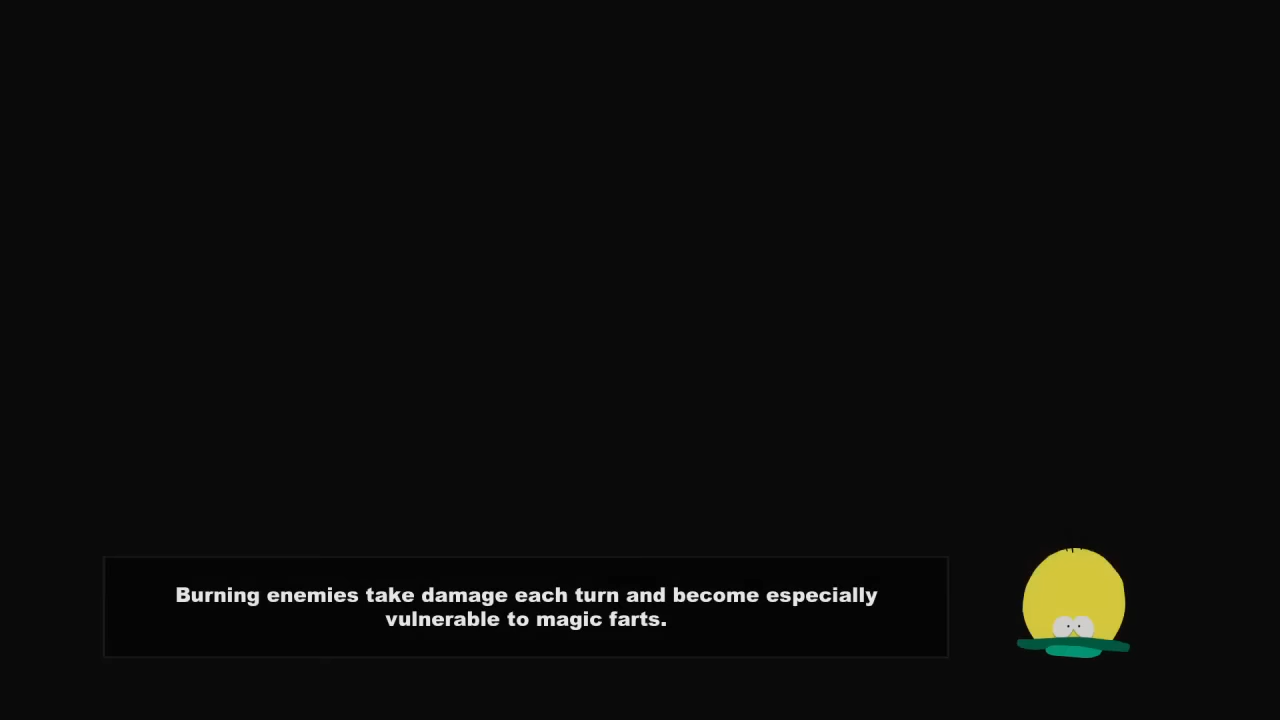 Burning enemies take damage each turn and become especially
vulnerable to magic farts.